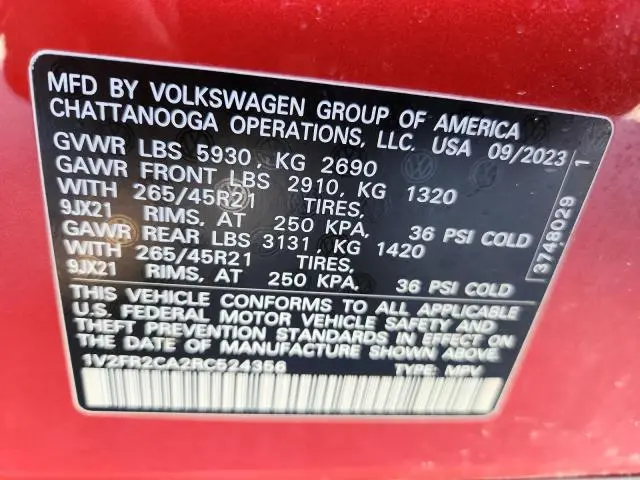 MFD BY VOLKSWAGEN GROUP OF AMERICA
CHATTANOOGA OPERATIONS, LLC. USA 09/2023
GVWR LBS 5930, KG 2690
GAWR FRONT LBS 2910, KG 1320
WITH 265/45R21 TIRES,
9JX21 RIMS, AT 250 KPA, 36 PSI COLD
GAWR REAR LBS 3131, KG 1420
WITH 265/45R21 TIRES,
9JX21 RIMS, AT 250 KPA, 36 PSI COLD
THIS VEHICLE CONFORMS TO ALL APPLICABLE
U.S. FEDERAL MOTOR VEHICLE SAFETY AND
THEFT PREVENTION STANDARDS IN EFFECT ON
THE DATE OF MANUFACTURE SHOWN ABOVE.
1V2FR2CA2RC524356 TYPE: MPV
3748029 1